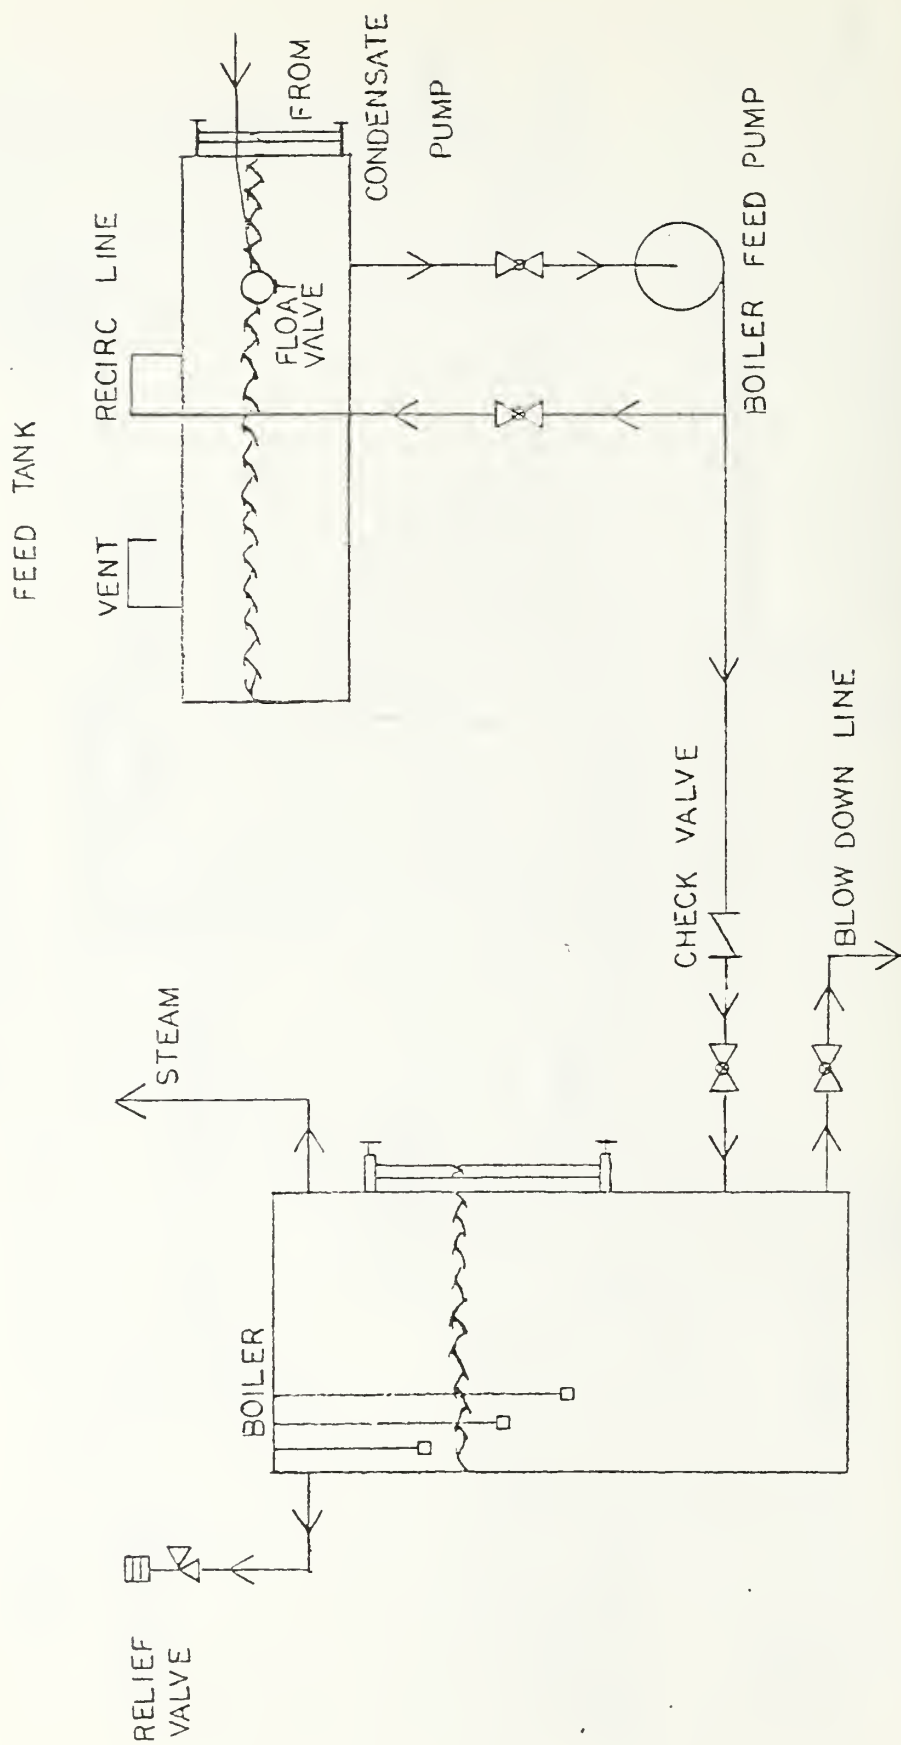 FEED TANK
VENT
RECIRC LINE
FLOAT
VALVE
FROM
CONDENSATE
PUMP
BOILER FEED PUMP
CHECK VALVE
BLOW DOWN LINE
STEAM
BOILER
RELIEF
VALVE